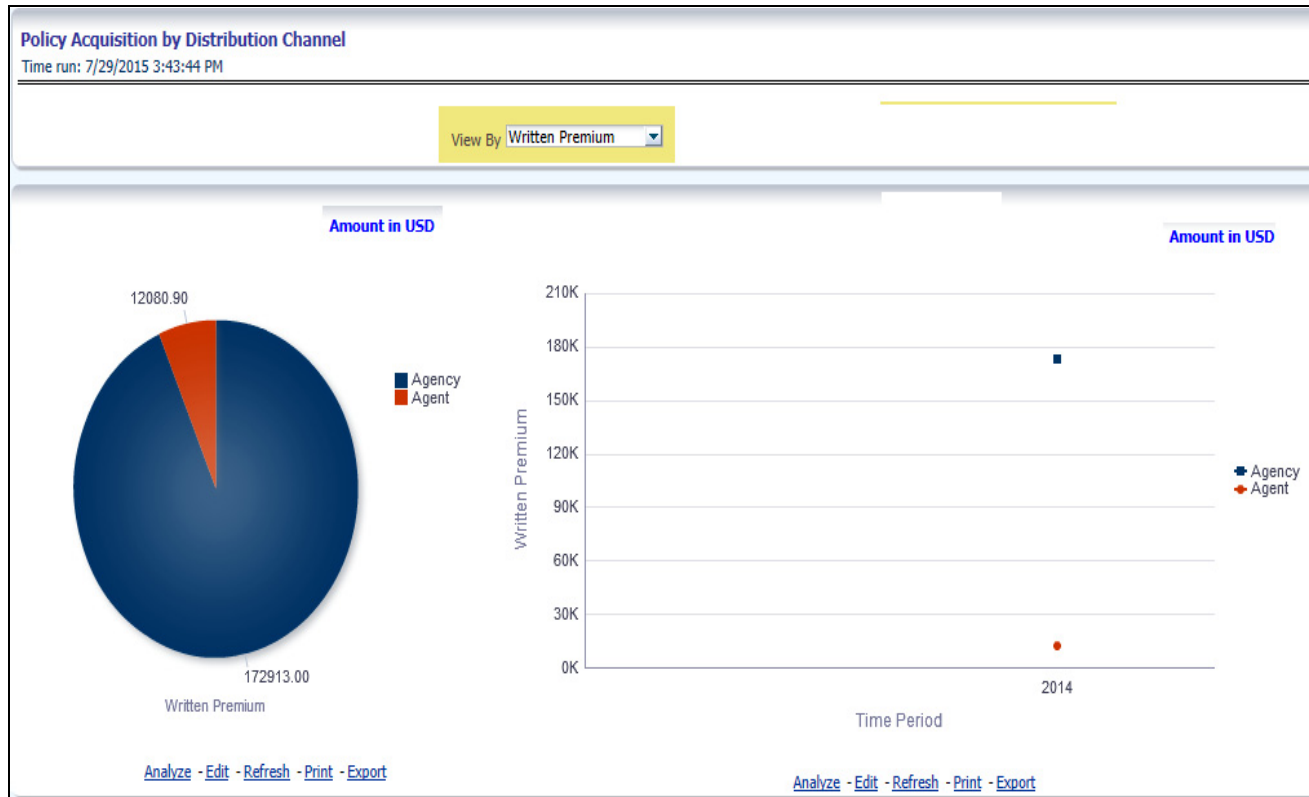 Policy Acquisition by Distribution Channel
Time run: 7/29/2015 3:43:44 PM
View By Written Premium
Amount in USD
12080.90
Agency
Agent
172913.00
Written Premium
Analyze - Edit - Refresh - Print - Export
Amount in USD
210K
180K
150K
120K
90K
60K
30K
0K
Written Premium
2014
Time Period
Agency
Agent
Analyze - Edit - Refresh - Print - Export